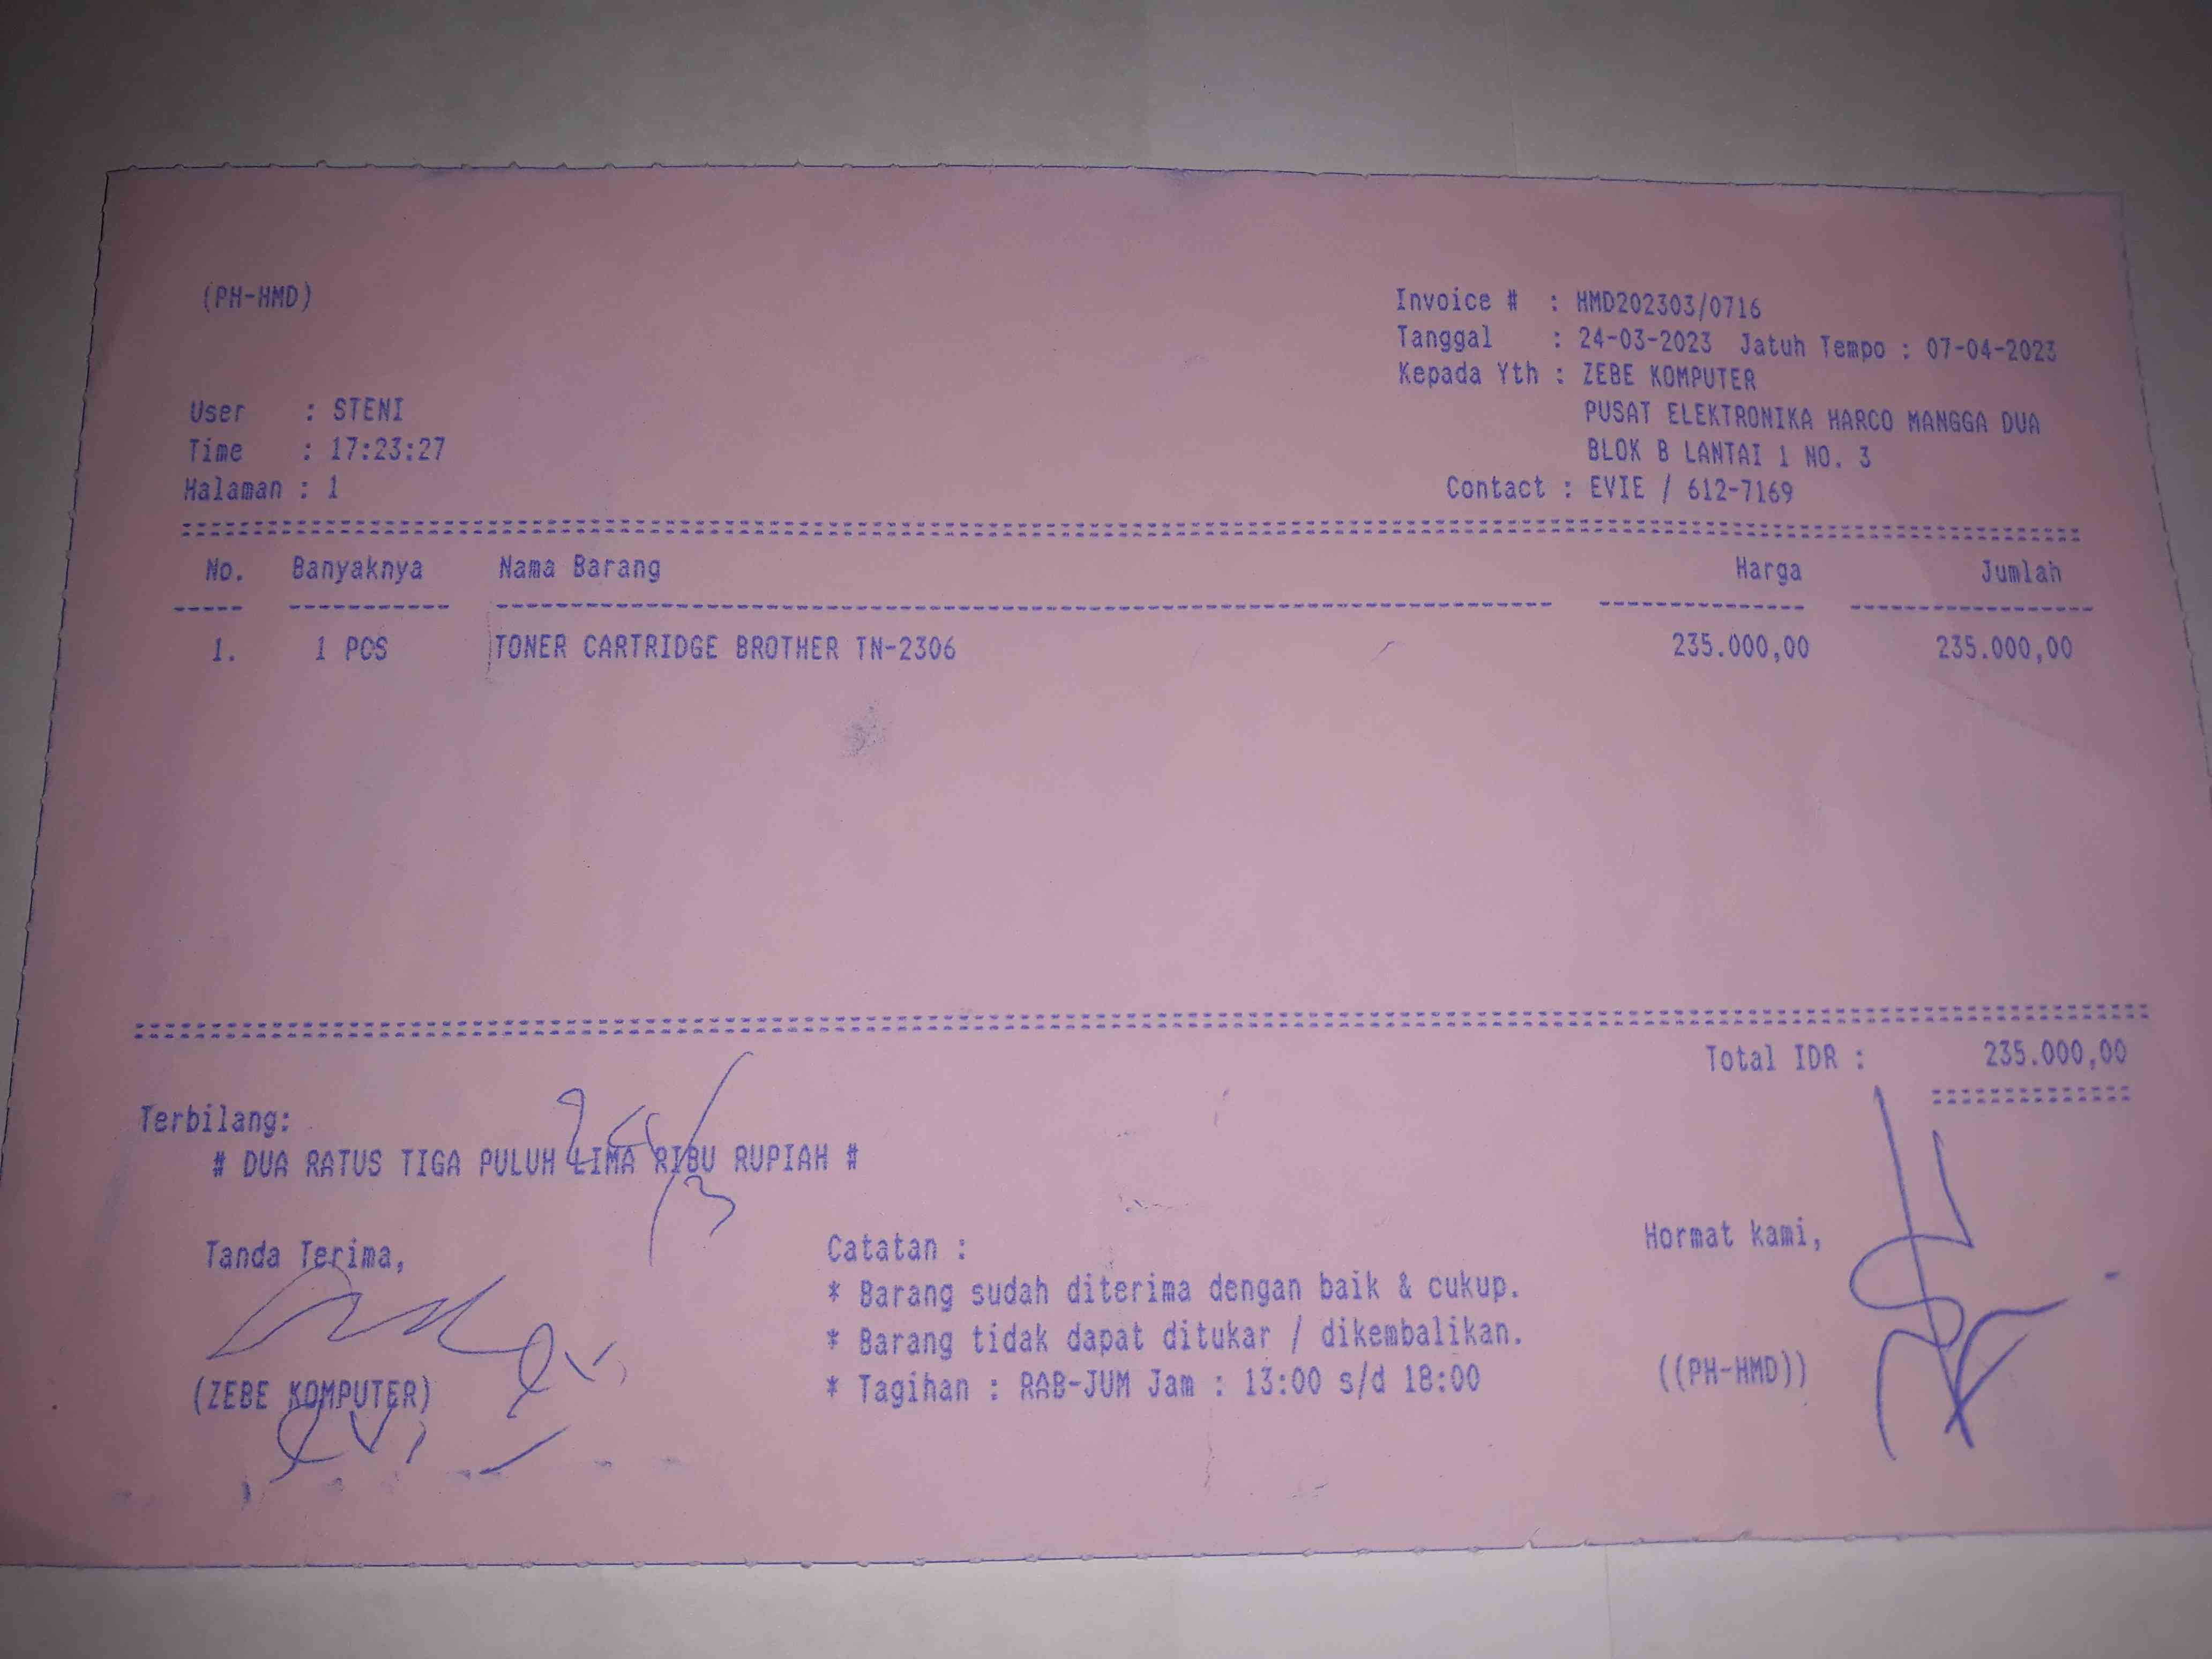 (PH-HMD)
Invoice # : HMD202303/0716
Tanggal : 24-03-2023 Jatuh Tempo : 07-04-2023
Kepada Yth : ZEBE KOMPUTER
PUSAT ELEKTRONIKA HARCO MANGGA DUA
BLOK B LANTAI 1 NO. 3
Contact : EVIE / 612-7169
User : STENI
Time : 17:23:27
Halaman : 1
No. Banyaknya Nama Barang Harga Jumlah
1. 1 PCS TONER CARTRIDGE BROTHER TN-2306 235.000,00 235.000,00
Total IDR : 235.000,00
Terbilang:
# DUA RATUS TIGA PULUH LIMA RIBU RUPIAH #
Tanda Terima,
(ZEBE KOMPUTER)
Catatan :
* Barang sudah diterima dengan baik & cukup.
* Barang tidak dapat ditukar / dikembalikan.
* Tagihan : RAB-JUM Jam : 13:00 s/d 18:00
Hormat kami,
((PH-HMD))